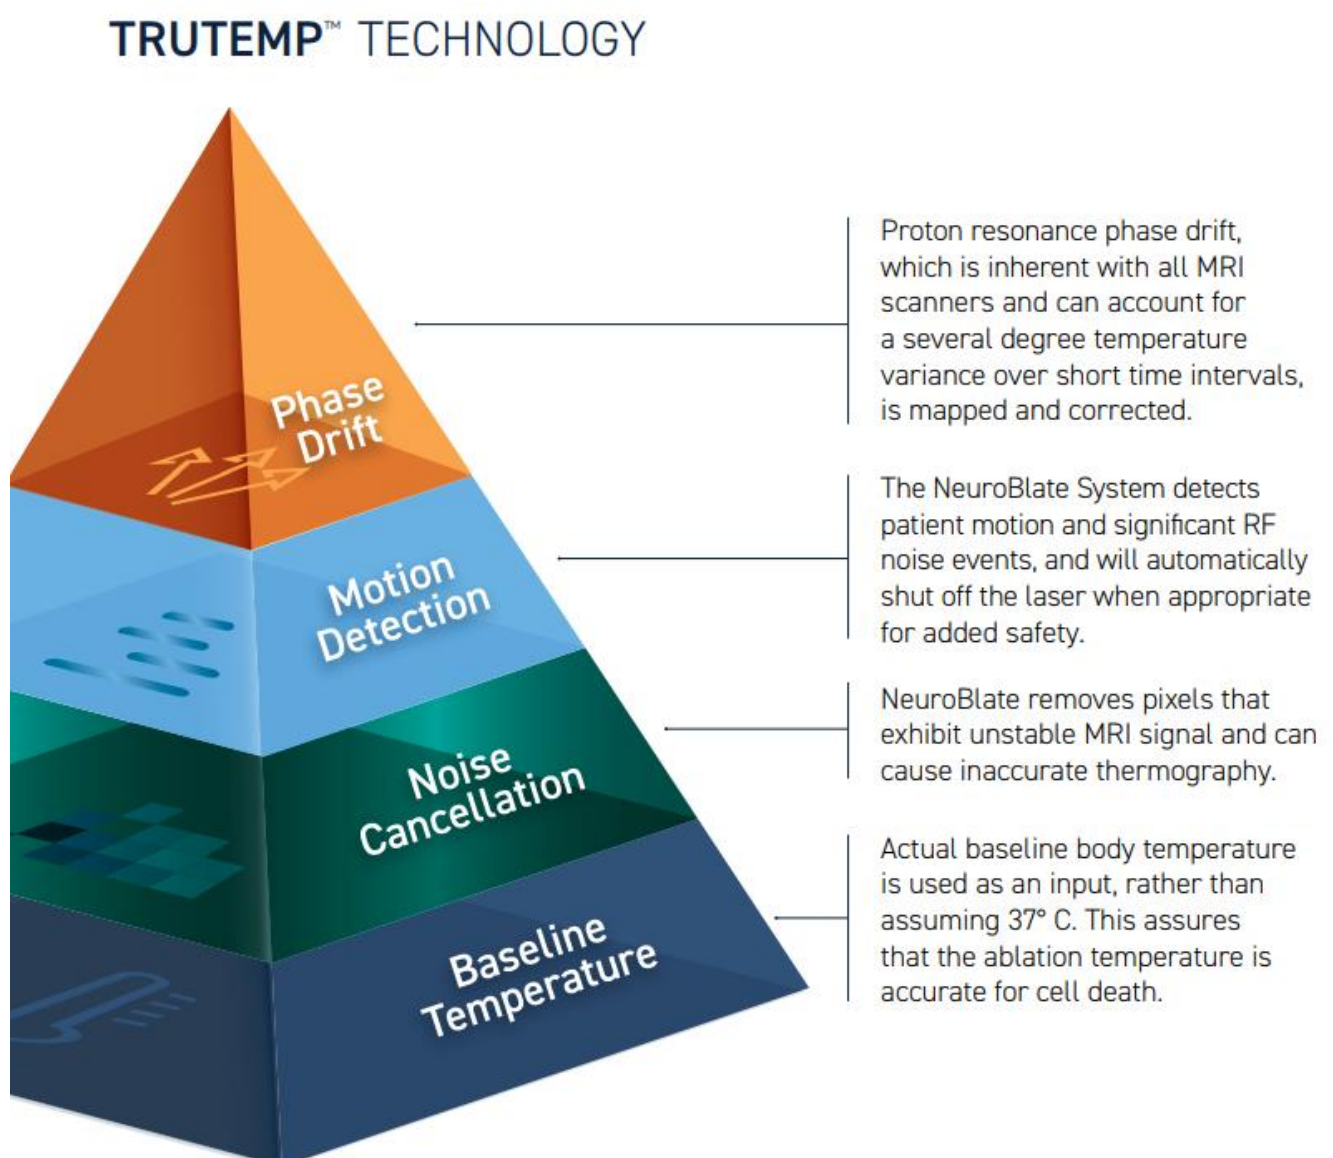 TRUTEMP™ TECHNOLOGY
Phase
Drift
Proton resonance phase drift,
which is inherent with all MRI
scanners and can account for
a several degree temperature
variance over short time intervals,
is mapped and corrected.
Motion
Detection
The NeuroBlate System detects
patient motion and significant RF
noise events, and will automatically
shut off the laser when appropriate
for added safety.
Noise
Cancellation
NeuroBlate removes pixels that
exhibit unstable MRI signal and can
cause inaccurate thermography.
Baseline
Temperature
Actual baseline body temperature
is used as an input, rather than
assuming 37° C. This assures
that the ablation temperature is
accurate for cell death.